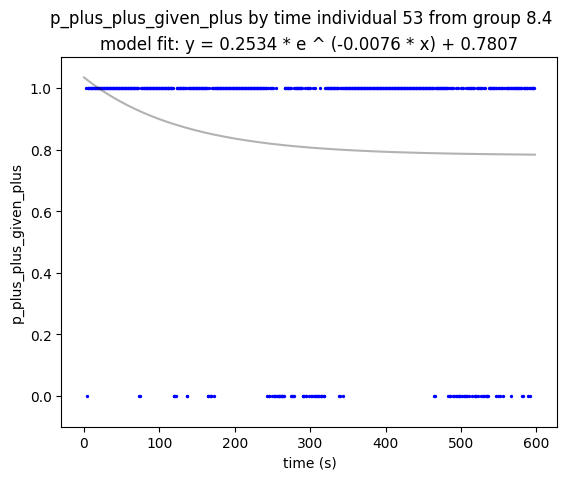 p_plus_plus_given_plus by time individual 53 from group 8.4
model fit: y = 0.2534 * e ^ (-0.0076 * x) + 0.7807
1.0
0.8
0.6
0.4
0.2
0.0
p_plus_plus_given_plus
0 100 200 300 400 500 600
time (s)